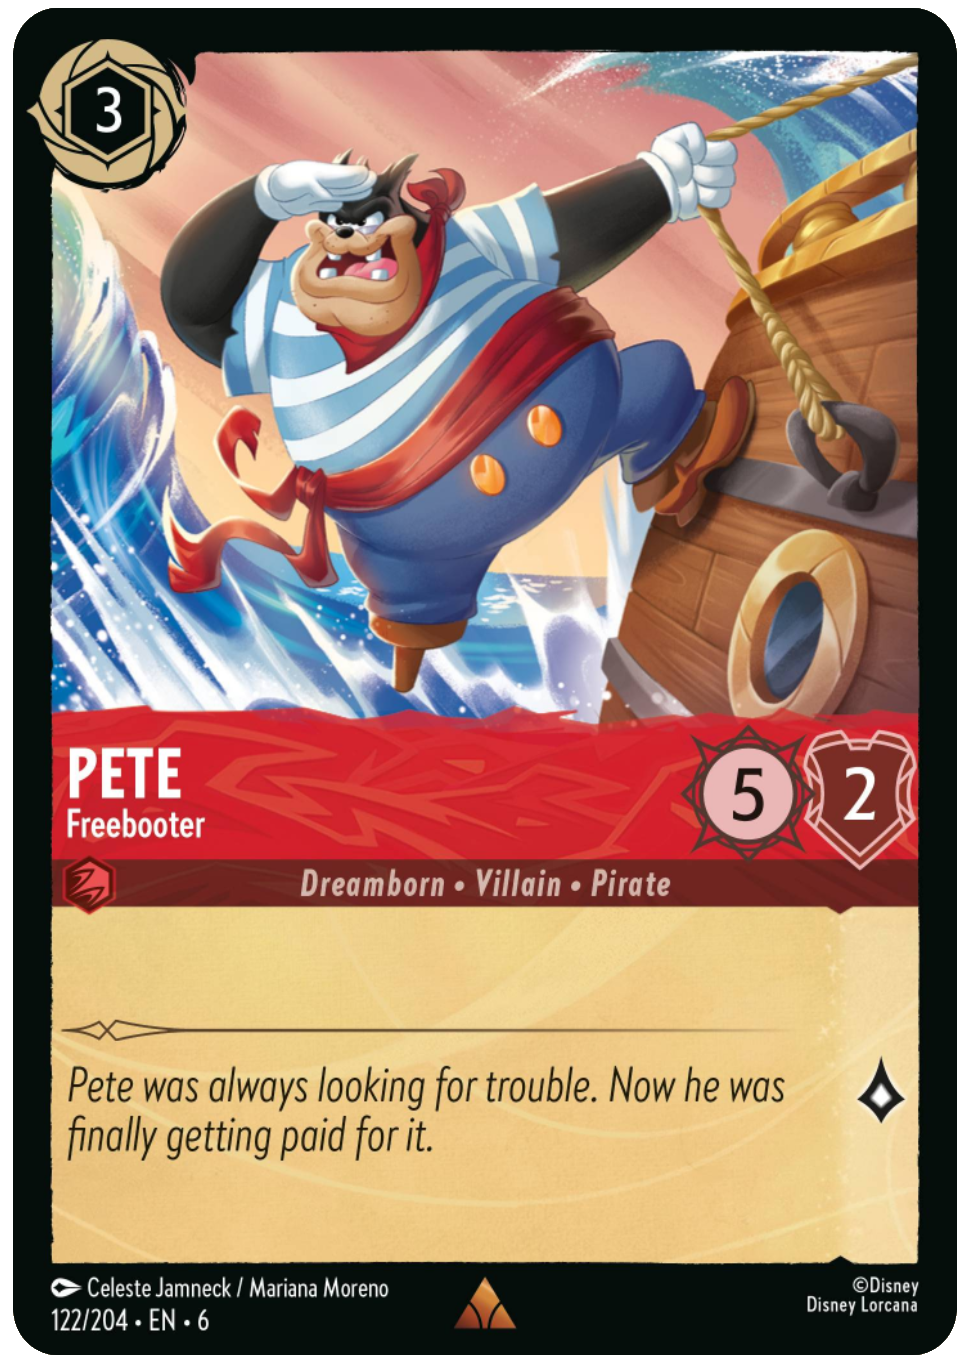 3
PETE
Freebooter
5
2
Dreamborn • Villain • Pirate
Pete was always looking for trouble. Now he was
finally getting paid for it.
Celeste Jamneck / Mariana Moreno
122/204 • EN • 6
©Disney
Disney Lorcana